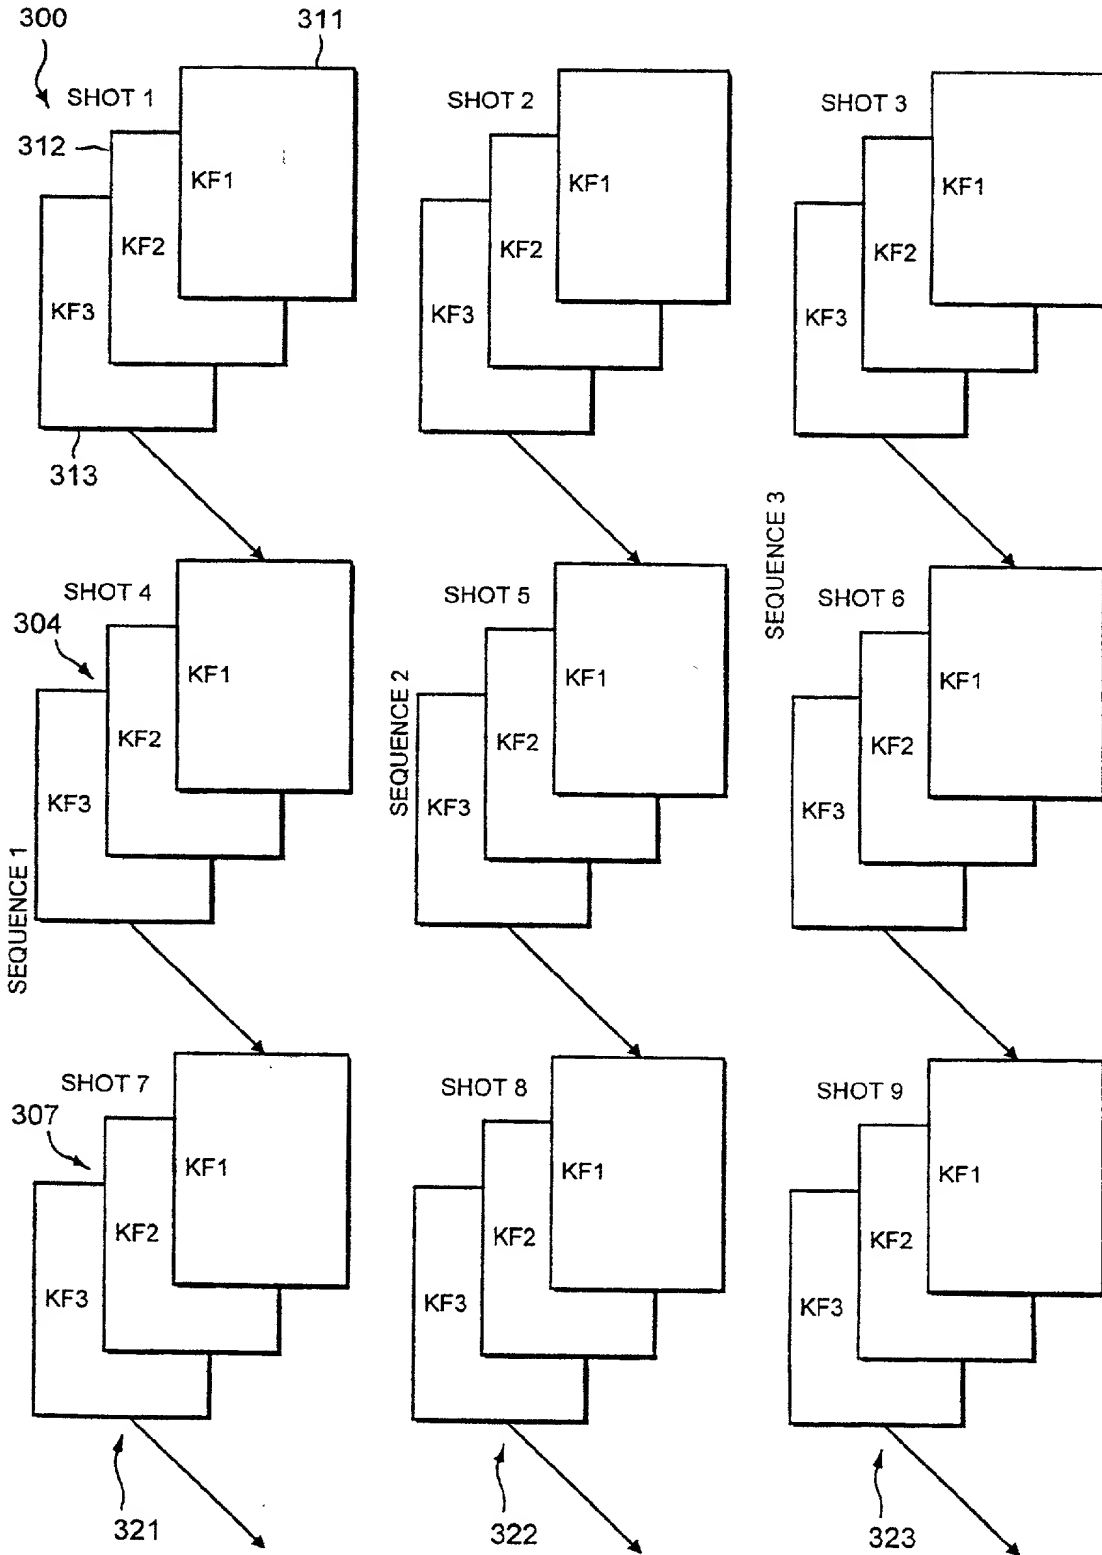 300
311
SHOT 1
312
KF1
KF2
KF3
313
SHOT 2
KF1
KF2
KF3
SHOT 3
KF1
KF2
KF3
SEQUENCE 1
304
SHOT 4
KF1
KF2
KF3
SEQUENCE 2
SHOT 5
KF1
KF2
KF3
SEQUENCE 3
SHOT 6
KF1
KF2
KF3
307
SHOT 7
KF1
KF2
KF3
321
SHOT 8
KF1
KF2
KF3
322
SHOT 9
KF1
KF2
KF3
323